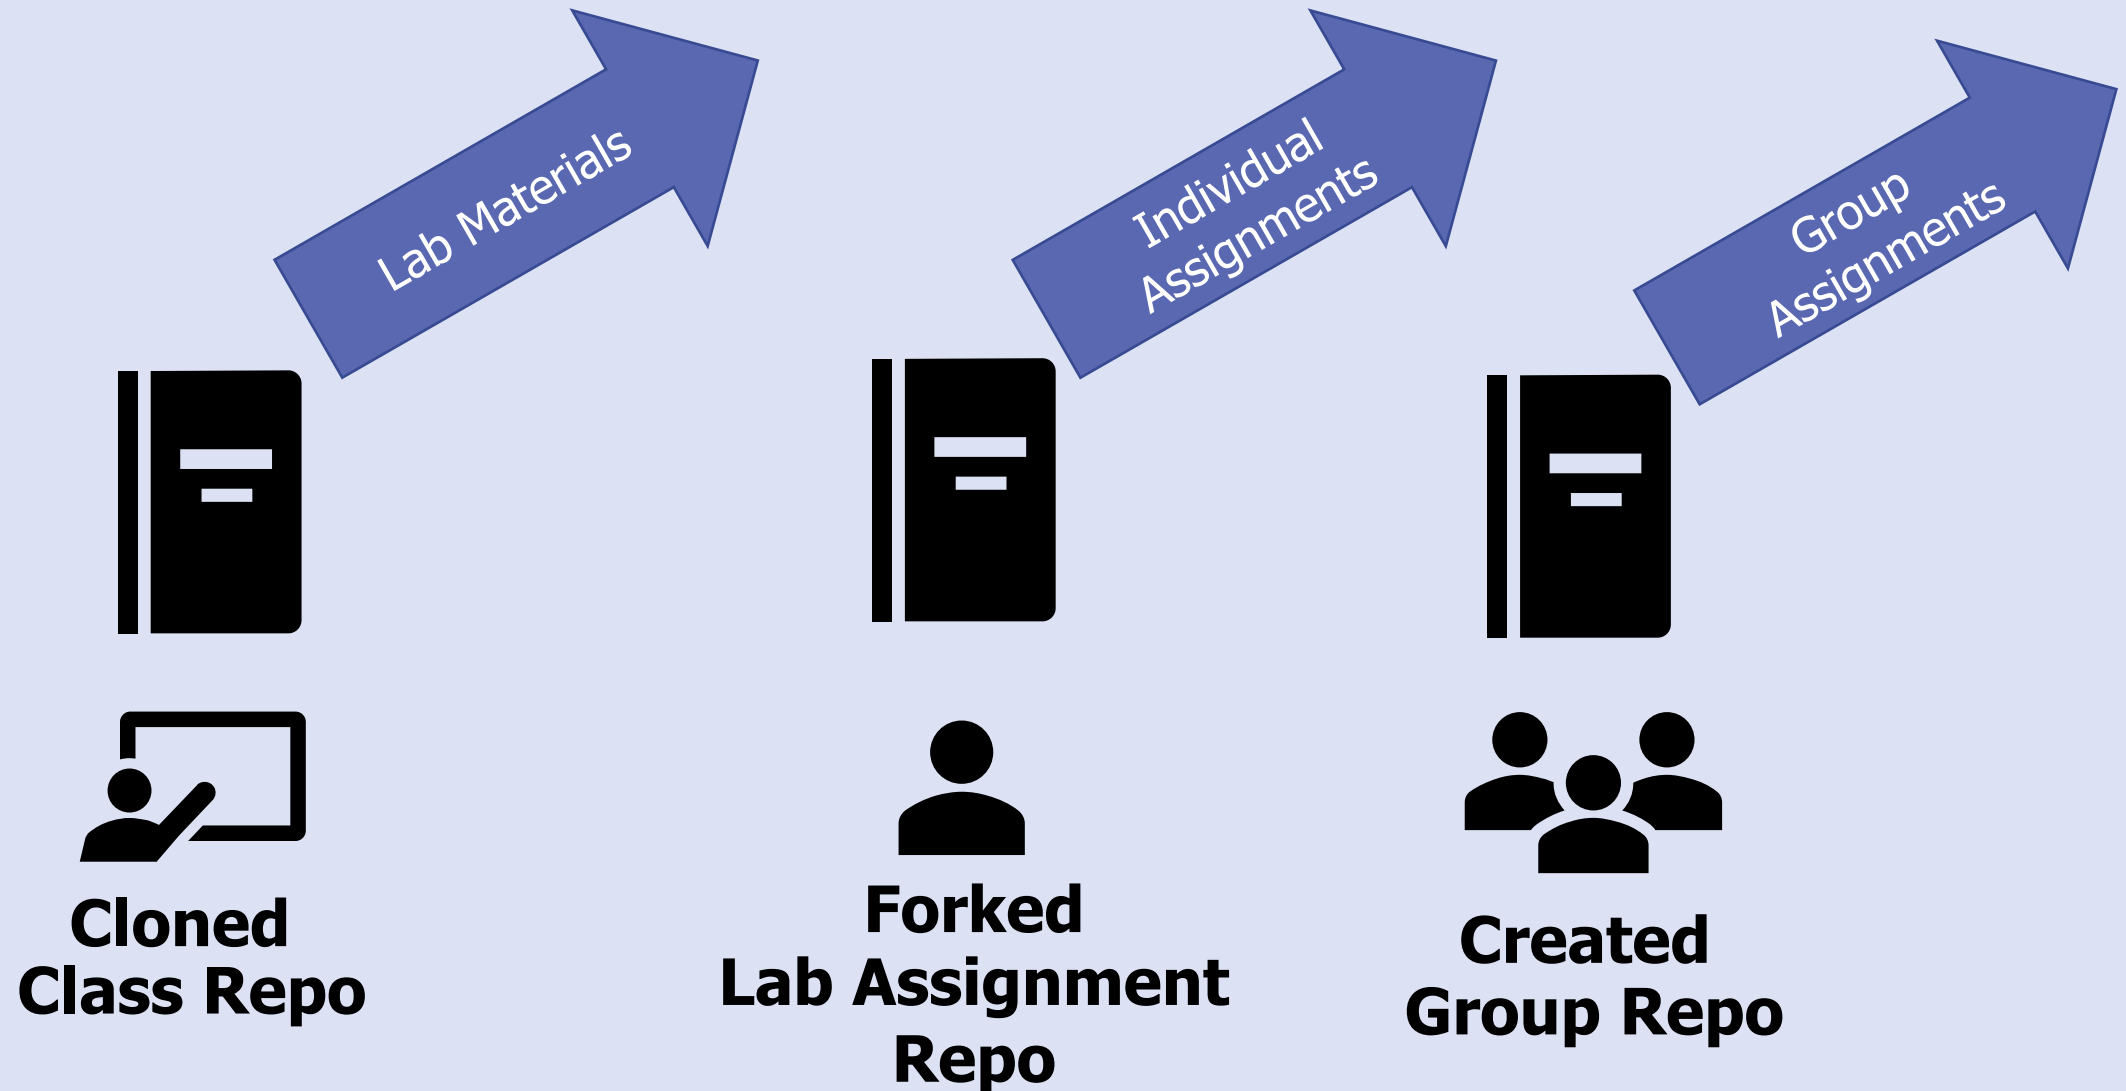 Lab Materials
Individual
Assignments
Group
Assignments
Cloned
Class Repo
Forked
Lab Assignment
Repo
Created
Group Repo